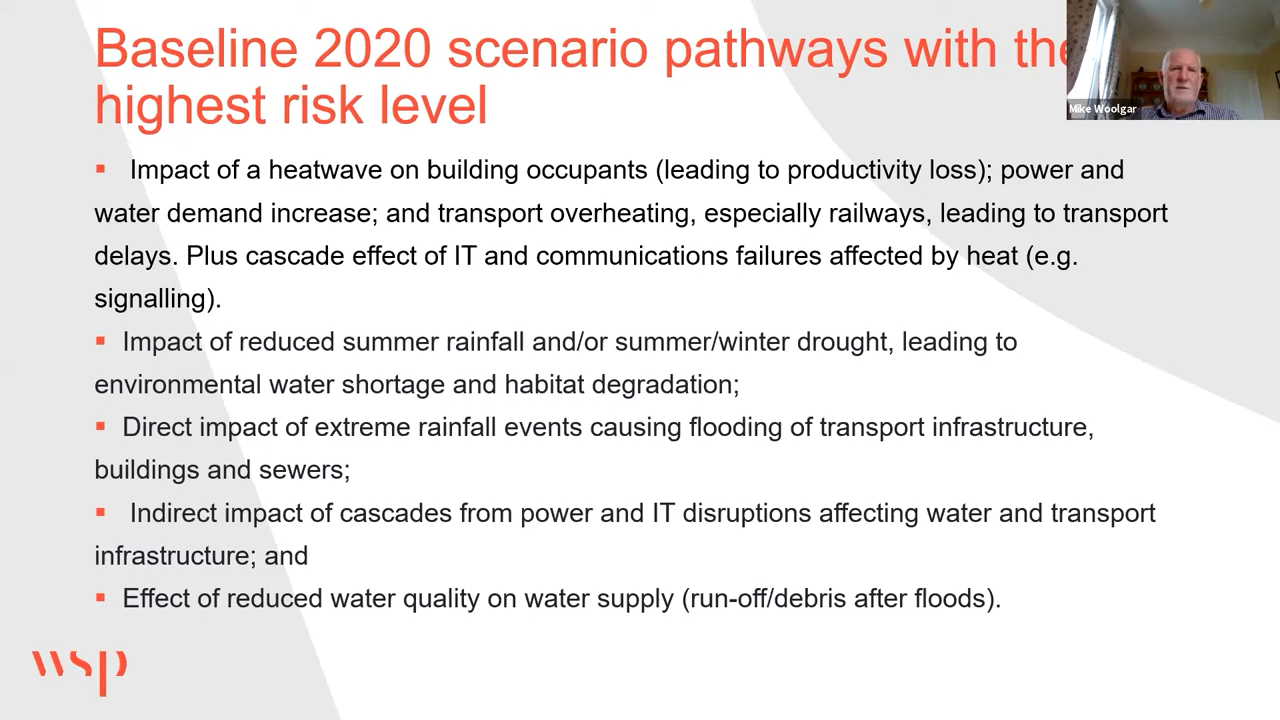 Baseline 2020 scenario pathways with the
highest risk level
Mike Woolgar
▪ Impact of a heatwave on building occupants (leading to productivity loss); power and
water demand increase; and transport overheating, especially railways, leading to transport
delays. Plus cascade effect of IT and communications failures affected by heat (e.g.
signalling).
▪ Impact of reduced summer rainfall and/or summer/winter drought, leading to
environmental water shortage and habitat degradation;
▪ Direct impact of extreme rainfall events causing flooding of transport infrastructure,
buildings and sewers;
▪ Indirect impact of cascades from power and IT disruptions affecting water and transport
infrastructure; and
▪ Effect of reduced water quality on water supply (run-off/debris after floods).
wsp